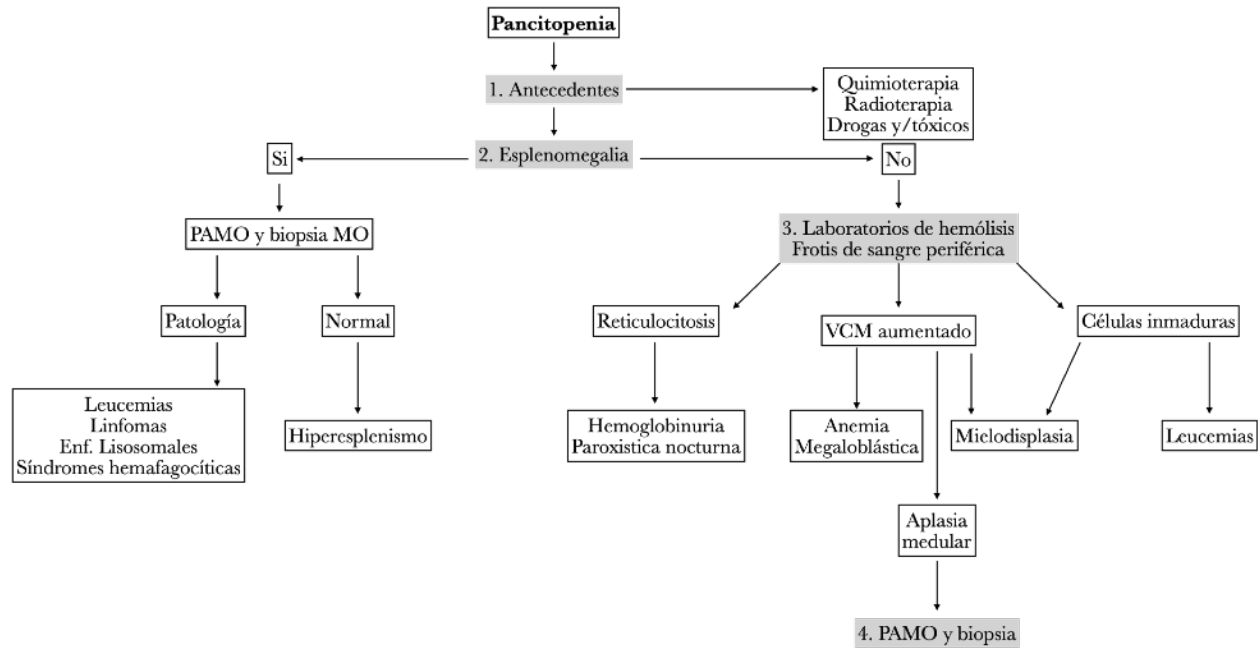 Pancitopenia
1. Antecedentes
Quimioterapia
Radioterapia
Drogas y/tóxicos
2. Esplenomegalia
Si
No
PAMO y biopsia MO
3. Laboratorios de hemólisis
Frotis de sangre periférica
Patología
Normal
Reticulocitosis
VCM aumentado
Células inmaduras
Leucemias
Linfomas
Enf. Lisosomales
Síndromes hemafagocíticas
Hiperesplenismo
Hemoglobinuria
Paroxistica nocturna
Anemia
Megaloblástica
Mielodisplasia
Leucemias
Aplasia
medular
4. PAMO y biopsia